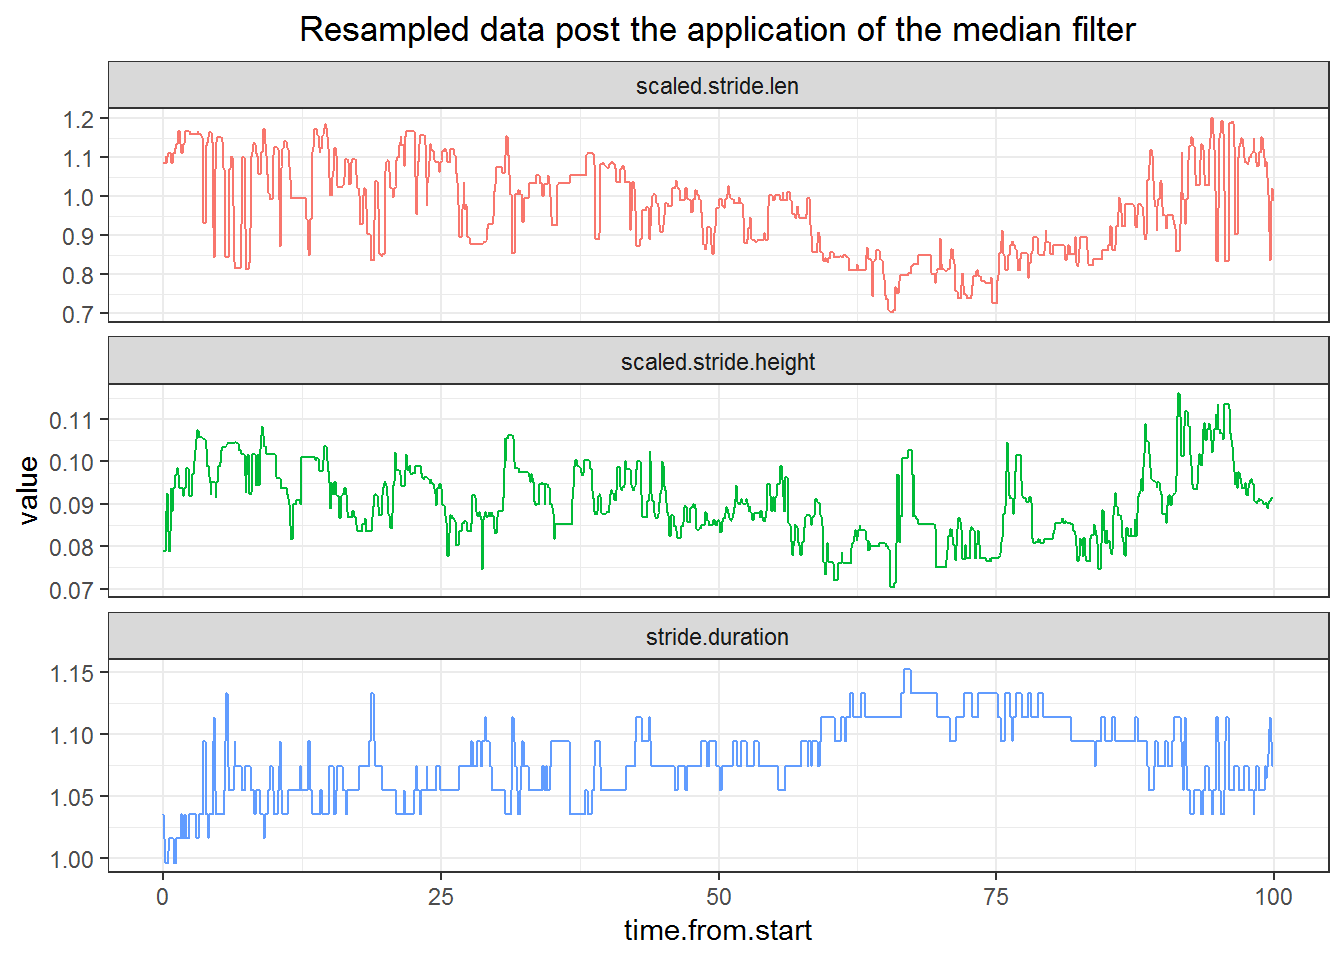 Resampled data post the application of the median filter
scaled.stride.len
1.2
1.1
1.0
0.9
0.8
0.7
scaled.stride.height
0.11
0.10
0.09
0.08
0.07
value
stride.duration
1.15
1.10
1.05
1.00
0 25 50 75 100
time.from.start